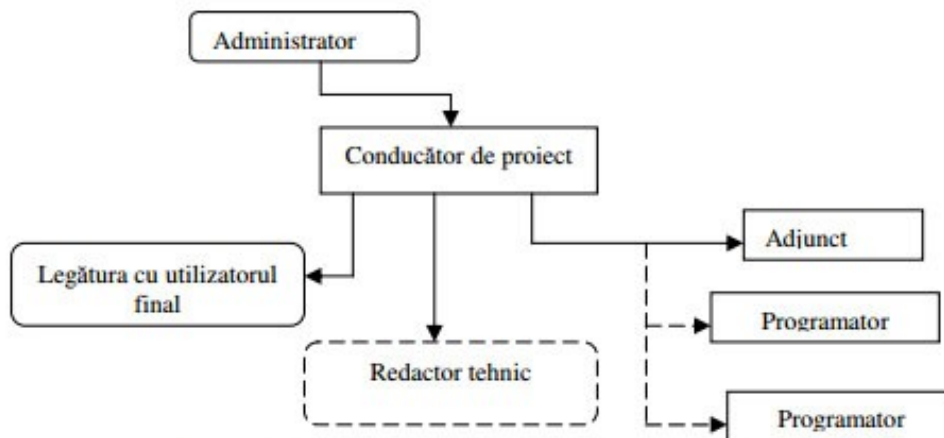 Administrator
Conducător de proiect
Adjunct
Legătura cu utilizatorul
final
Programator
Redactor tehnic
Programator